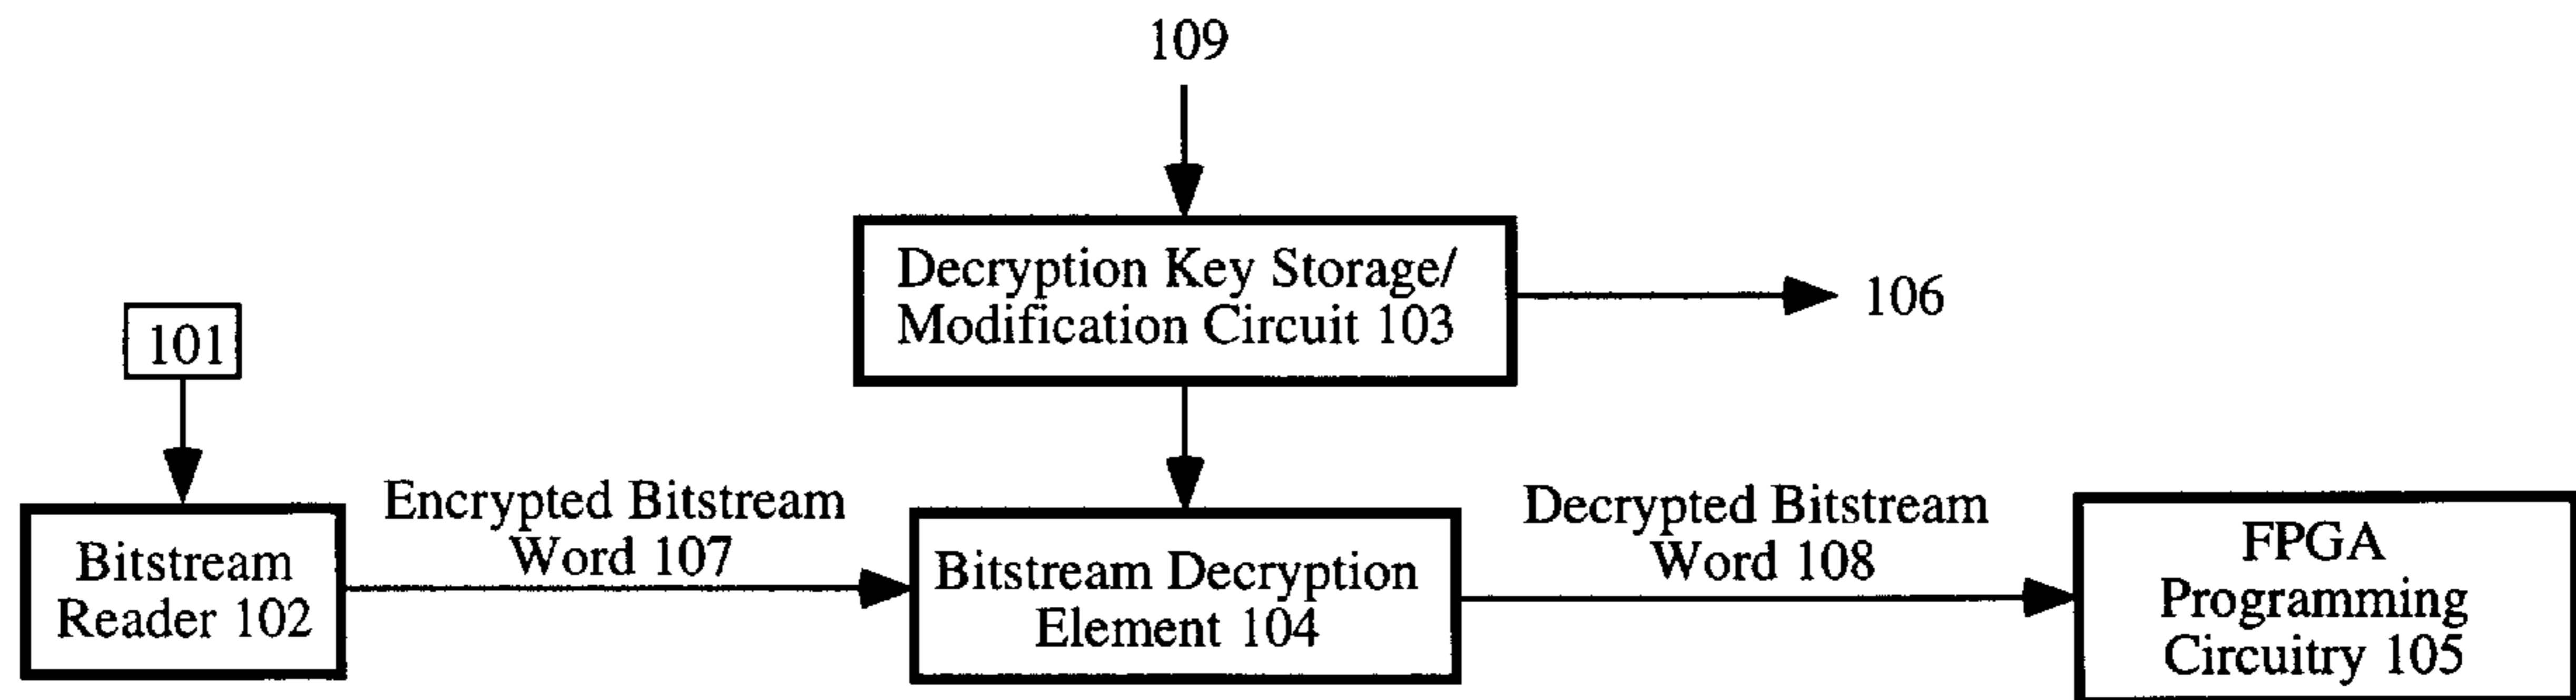 109
Decryption Key Storage/
Modification Circuit 103
106
101
Encrypted Bitstream
Word 107
Decrypted Bitstream
Word 108
Bitstream
Reader 102
Bitstream Decryption
Element 104
FPGA
Programming
Circuitry 105